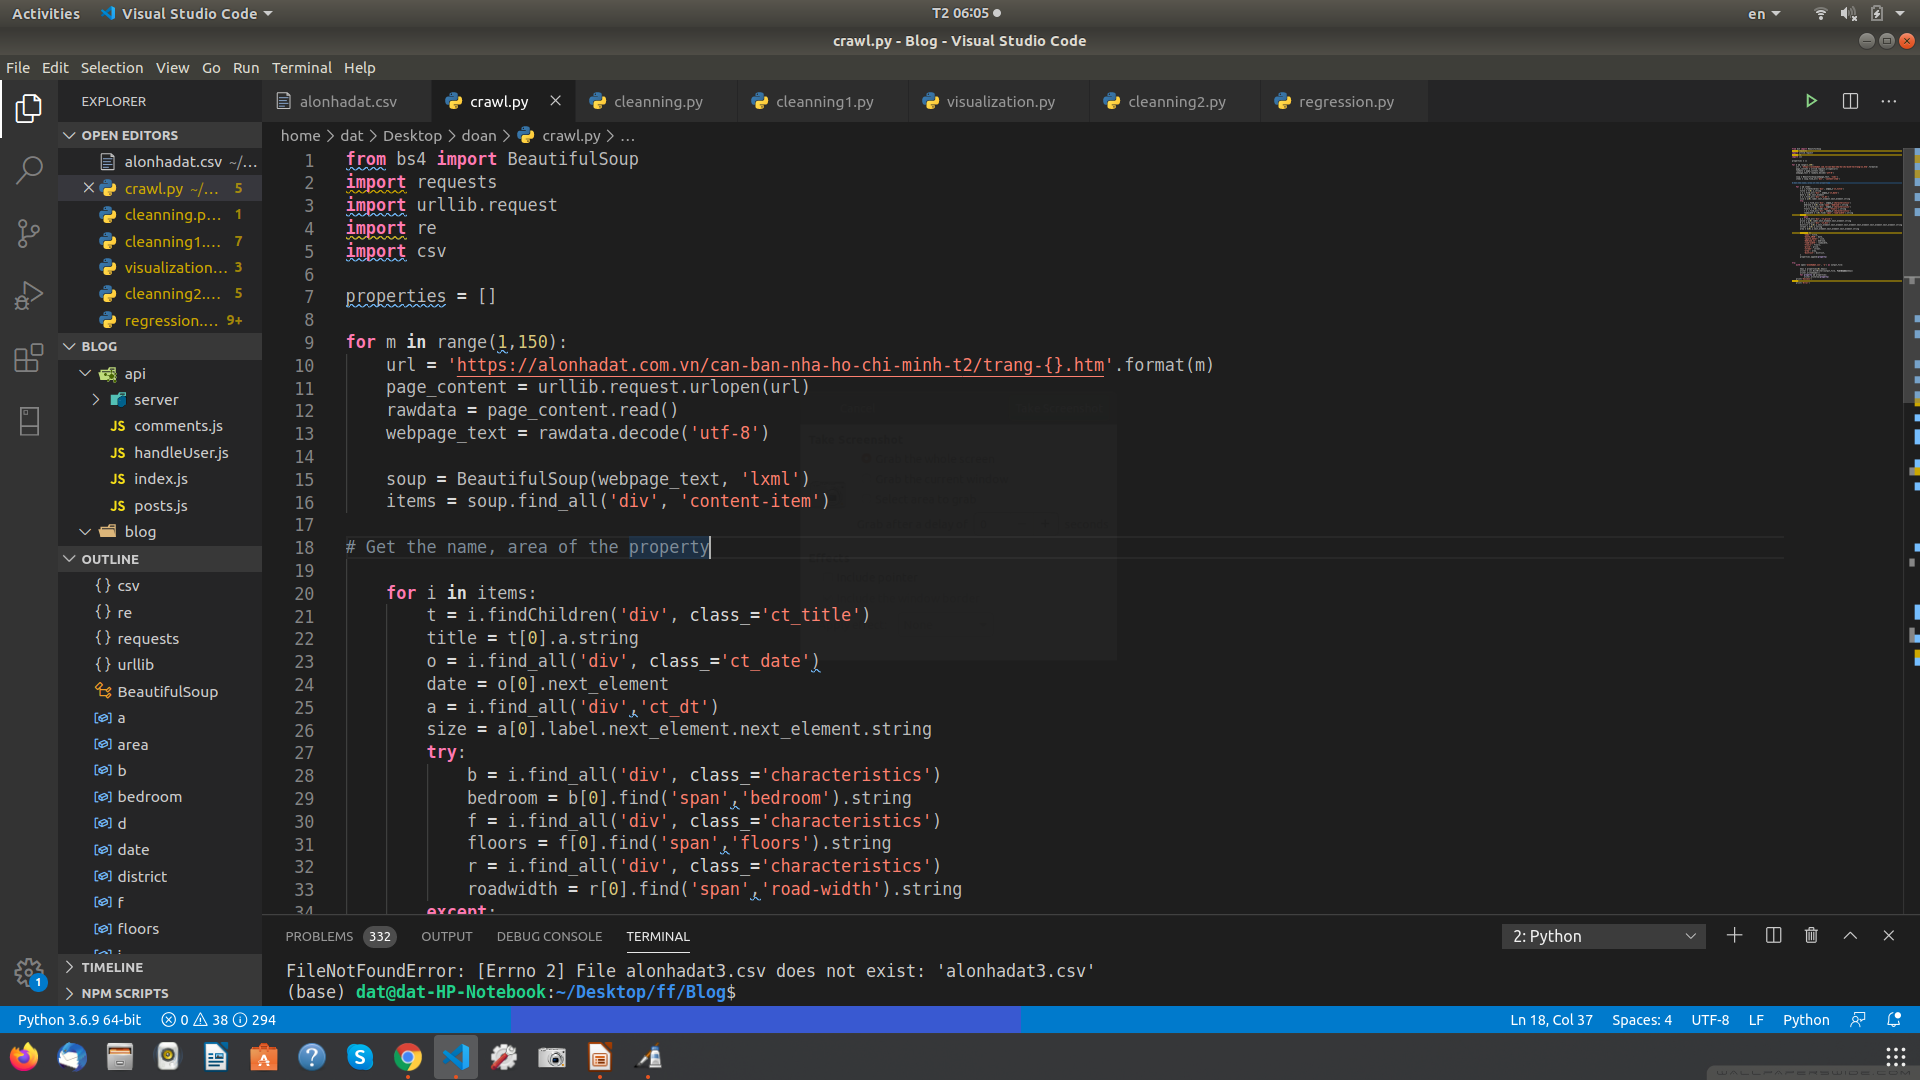 Activities Visual Studio Code T2 06:05 en
crawl.py - Blog - Visual Studio Code
File Edit Selection View Go Run Terminal Help
EXPLORER
OPEN EDITORS
alonhadat.csv ~/...
crawl.py ~/... 5
cleanning.p... 1
cleanning1.... 7
visualization... 3
cleanning2.... 5
regression.... 9+
BLOG
api
server
JS comments.js
JS handleUser.js
JS index.js
JS posts.js
blog
OUTLINE
{} csv
{} re
{} requests
{} urllib
BeautifulSoup
a
area
b
bedroom
d
date
district
f
floors
TIMELINE
NPM SCRIPTS
alonhadat.csv crawl.py cleanning.py cleanning1.py visualization.py cleanning2.py regression.py
home > dat > Desktop > doan > crawl.py > ...
1 from bs4 import BeautifulSoup
2 import requests
3 import urllib.request
4 import re
5 import csv
6
7 properties = []
8
9 for m in range(1,150):
10 url = 'https://alonhadat.com.vn/can-ban-nha-ho-chi-minh-t2/trang-{}.htm'.format(m)
11 page_content = urllib.request.urlopen(url)
12 rawdata = page_content.read()
13 webpage_text = rawdata.decode('utf-8')
14
15 soup = BeautifulSoup(webpage_text, 'lxml')
16 items = soup.find_all('div', 'content-item')
17
18 # Get the name, area of the property
19
20 for i in items:
21 t = i.findChildren('div', class_='ct_title')
22 title = t[0].a.string
23 o = i.find_all('div', class_='ct_date')
24 date = o[0].next_element
25 a = i.find_all('div','ct_dt')
26 size = a[0].label.next_element.next_element.string
27 try:
28 b = i.find_all('div', class_='characteristics')
29 bedroom = b[0].find('span','bedroom').string
30 f = i.find_all('div', class_='characteristics')
31 floors = f[0].find('span','floors').string
32 r = i.find_all('div', class_='characteristics')
33 roadwidth = r[0].find('span','road-width').string
34 except:
PROBLEMS 332 OUTPUT DEBUG CONSOLE TERMINAL 2: Python
FileNotFoundError: [Errno 2] File alonhadat3.csv does not exist: 'alonhadat3.csv'
(base) dat@dat-HP-Notebook:~/Desktop/ff/Blog$
1
Python 3.6.9 64-bit 0 38 294 Ln 18, Col 37 Spaces: 4 UTF-8 LF Python